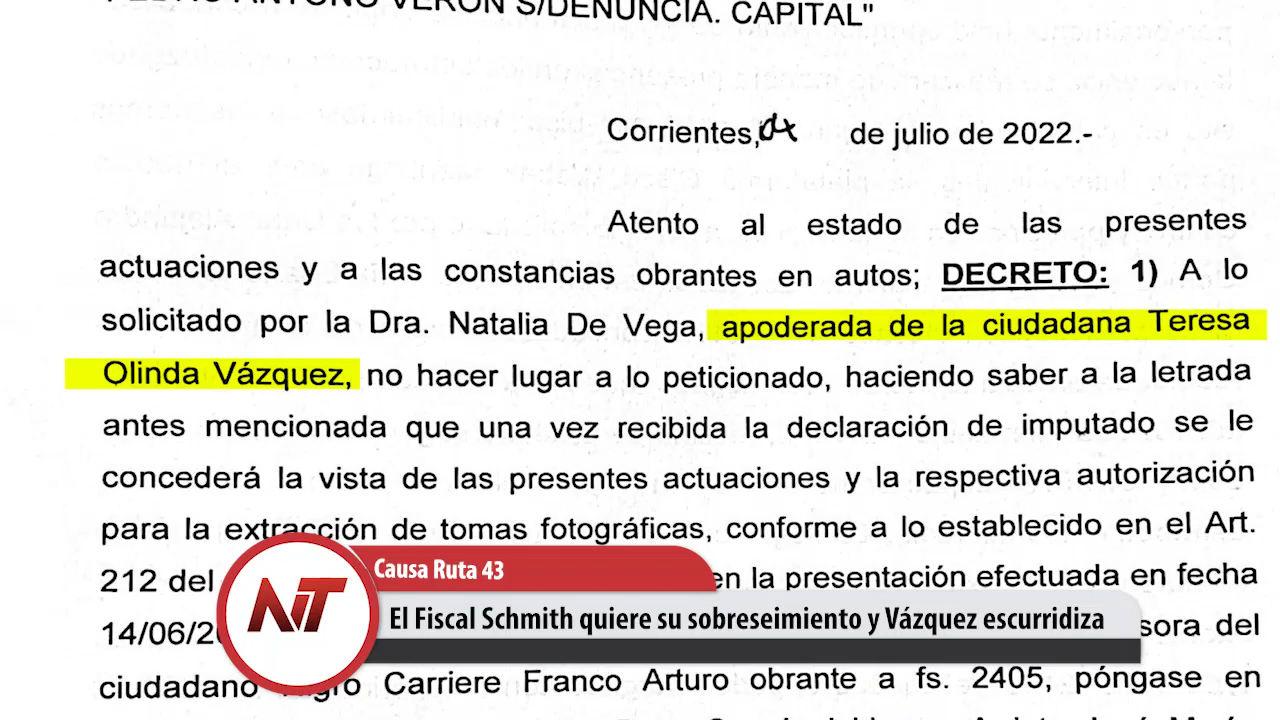 ANTONO VERÓN S/DENUNCIA. CAPITAL"
Corrientes, 04 de julio de 2022.-
Atento al estado de las presentes
actuaciones y a las constancias obrantes en autos; DECRETO: 1) A lo
solicitado por la Dra. Natalia De Vega, apoderada de la ciudadana Teresa
Olinda Vázquez, no hacer lugar a lo peticionado, haciendo saber a la letrada
antes mencionada que una vez recibida la declaración de imputado se le
concederá la vista de las presentes actuaciones y la respectiva autorización
para la extracción de tomas fotográficas, conforme a lo establecido en el Art.
212 del en la presentación efectuada en fecha
14/06/20 sora del
ciudadano Carriere Franco Arturo obrante a fs. 2405, póngase en
NiT
Causa Ruta 43
El Fiscal Schmith quiere su sobreseimiento y Vázquez escurridiza